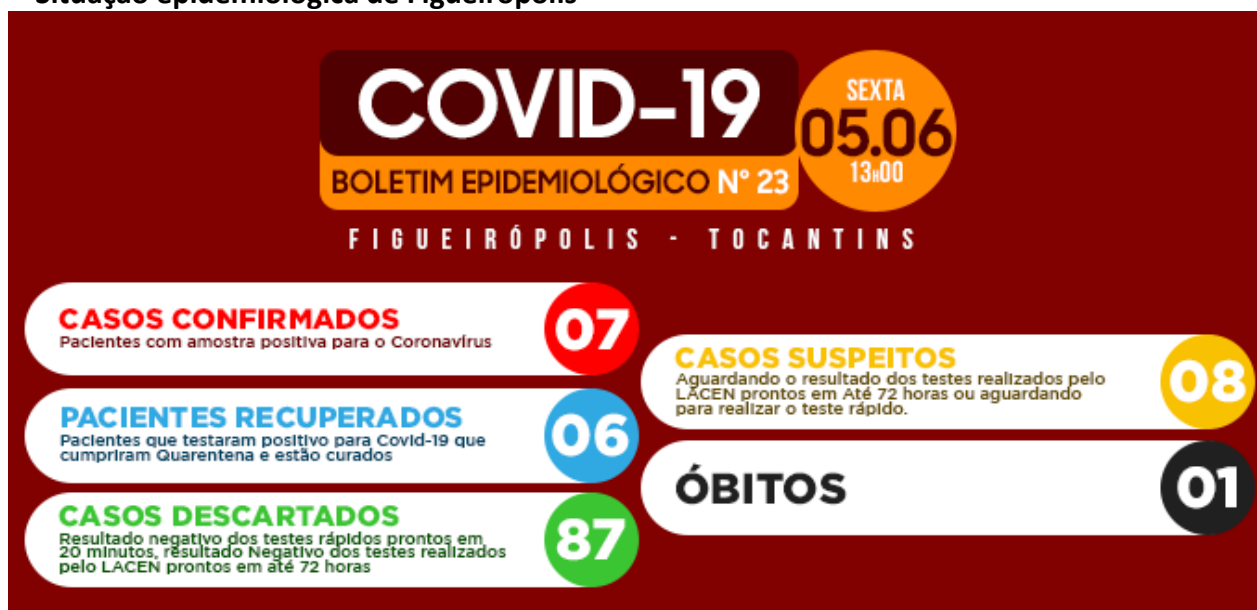 Situação epidemiológica de Figueirópolis
COVID-19
SEXTA
05.06
13H00
BOLETIM EPIDEMIOLÓGICO N° 23
FIGUEIRÓPOLIS - TOCANTINS
CASOS CONFIRMADOS
Pacientes com amostra positiva para o Coronavírus
07
PACIENTES RECUPERADOS
Pacientes que testaram positivo para Covid-19 que
cumpriram Quarentena e estão curados
06
CASOS DESCARTADOS
Resultado negativo dos testes rápidos prontos em
20 minutos, resultado Negativo dos testes realizados
pelo LACEN prontos em até 72 horas
87
CASOS SUSPEITOS
Aguardando o resultado dos testes realizados pelo
LACEN prontos em Até 72 horas ou aguardando
para realizar o teste rápido.
08
ÓBITOS
01